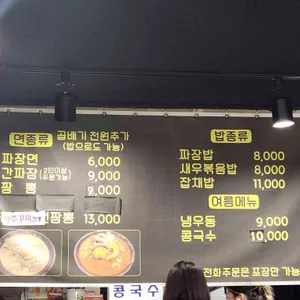 면종류 곱배기 천원추가
(밥으로도 가능)
짜장면 6,000
간짜장 (2인이상 주문가능) 9,000
짬뽕 9,000
짬뽕 13,000
밥종류
짜장밥 8,000
새우볶음밥 8,000
잡채밥 11,000
여름메뉴
냉우동 9,000
콩국수 10,000
전화주문은 포장만 가능
콩국수